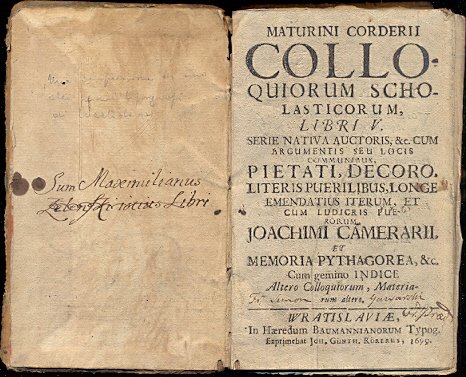 Sum Maxemilianus
Libri
MATURINI CORDERII
COLLO-
QUIORUM SCHO-
LASTICORUM,
LIBRI V.
SERIE NATIVA AUCTORIS, &c. CUM
ARGUMENTIS SEU LOCIS
COMMUNIBUS,
PIETATI, DECORO.
LITERIS PUERILIBUS, LONGE
EMENDATIUS ITERUM, ET
CUM LUDICRIS PUE-
RORUM
JOACHIMI CAMERARII,
ET
MEMORIA PYTHAGOREA, &c.
Cum gemino INDICE
Altero Colloquiorum, Materia-
rum altero.
WRATISLAVIÆ,
In Hæredum BAUMANNIANORUM Typog.
Exprimebat JOH. GÜNTH. RÖRERUS, 1699.